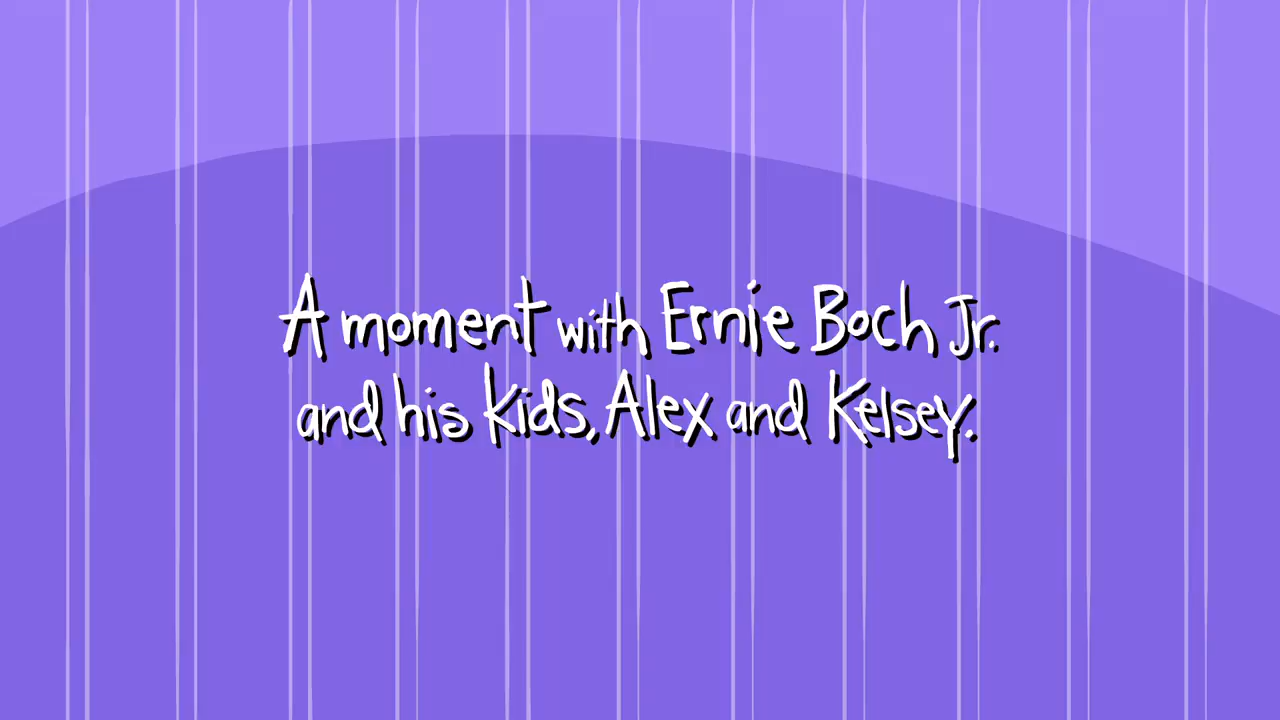 A moment with Ernie Boch Jr.
and his kids, Alex and Kelsey.